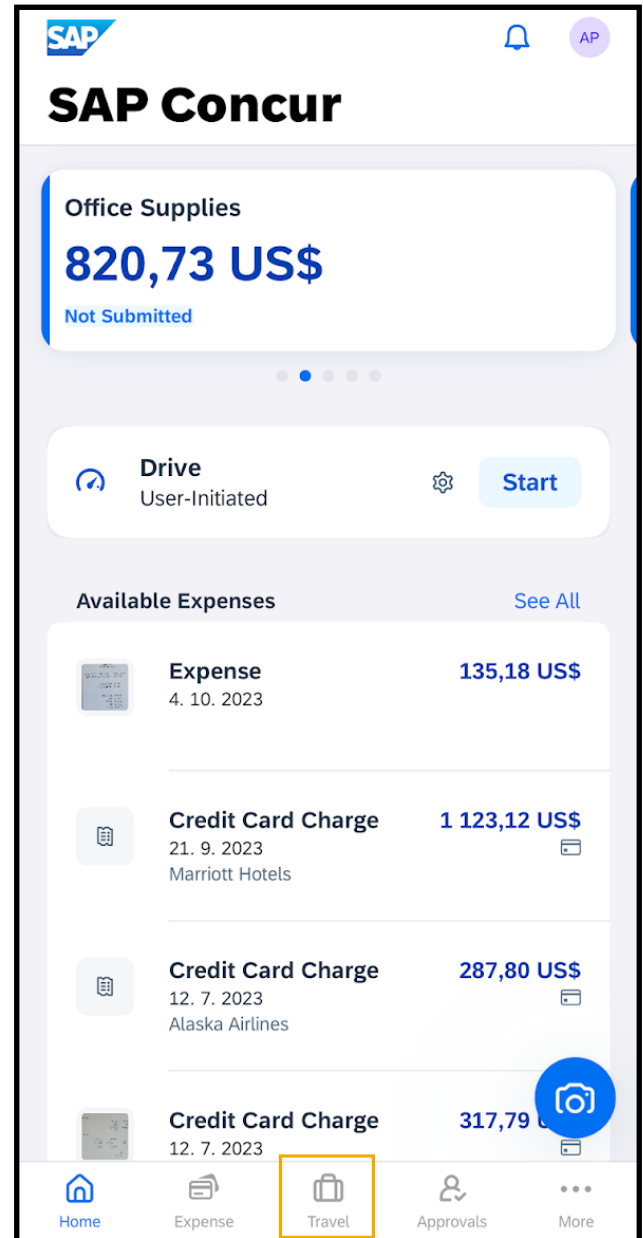 SAP
AP
SAP Concur
Office Supplies
820,73 US$
Not Submitted
Drive
User-Initiated
Start
Available Expenses
See All
Expense
135,18 US$
4. 10. 2023
Credit Card Charge
1 123,12 US$
21. 9. 2023
Marriott Hotels
Credit Card Charge
287,80 US$
12. 7. 2023
Alaska Airlines
Credit Card Charge
317,79
12. 7. 2023
Home
Expense
Travel
Approvals
More